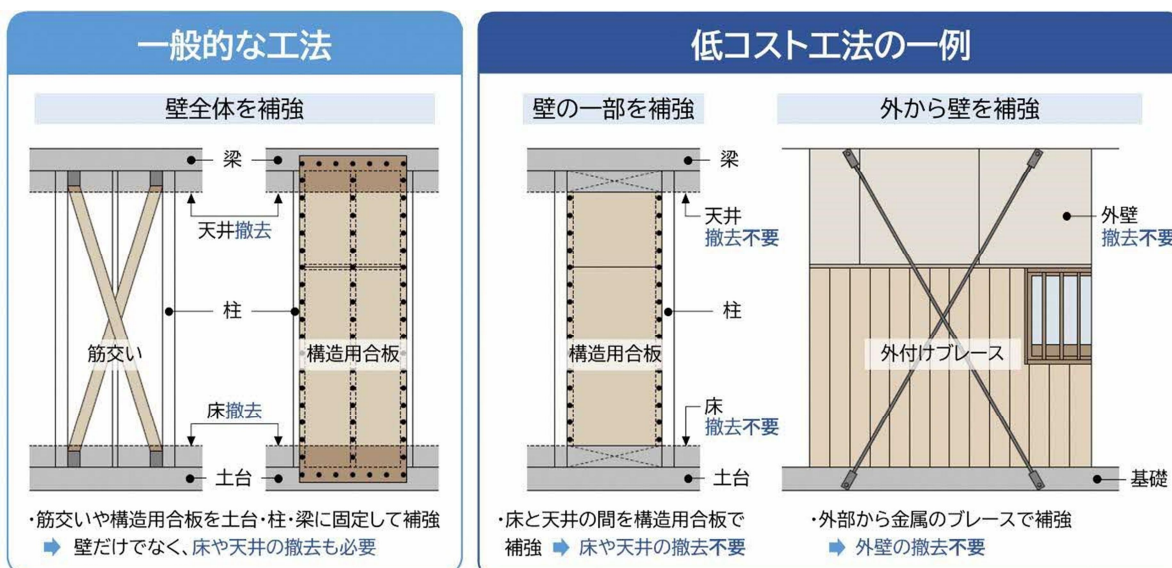 一般的な工法
壁全体を補強
梁
天井撤去
柱
筋交い
構造用合板
床撤去
土台
・筋交いや構造用合板を土台・柱・梁に固定して補強
➡ 壁だけでなく、床や天井の撤去も必要
低コスト工法の一例
壁の一部を補強
梁
天井
撤去不要
柱
構造用合板
床
撤去不要
土台
・床と天井の間を構造用合板で
補強 ➡ 床や天井の撤去不要
外から壁を補強
外壁
撤去不要
外付けブレース
基礎
・外部から金属のブレースで補強
➡ 外壁の撤去不要